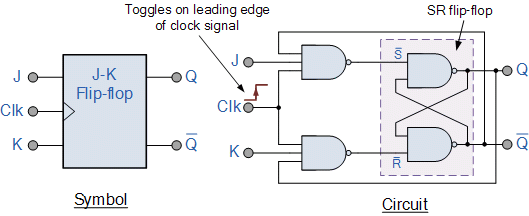 Toggles on leading edge
of clock signal
SR flip-flop
J
Clk
K
J-K
Flip-flop
Q
Q̅
Symbol
J
Clk
K
S̅
R̅
Q
Q̅
Circuit